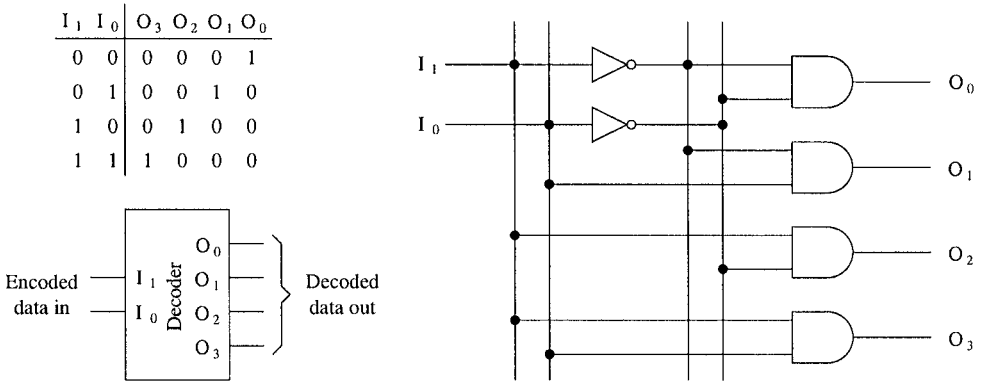 I₁ I₀ O₃ O₂ O₁ O₀
0 0 0 0 0 1
0 1 0 0 1 0
1 0 0 1 0 0
1 1 1 0 0 0
Encoded
data in
I₁
I₀
Decoder
O₀
O₁
O₂
O₃
Decoded
data out
I₁
I₀
O₀
O₁
O₂
O₃